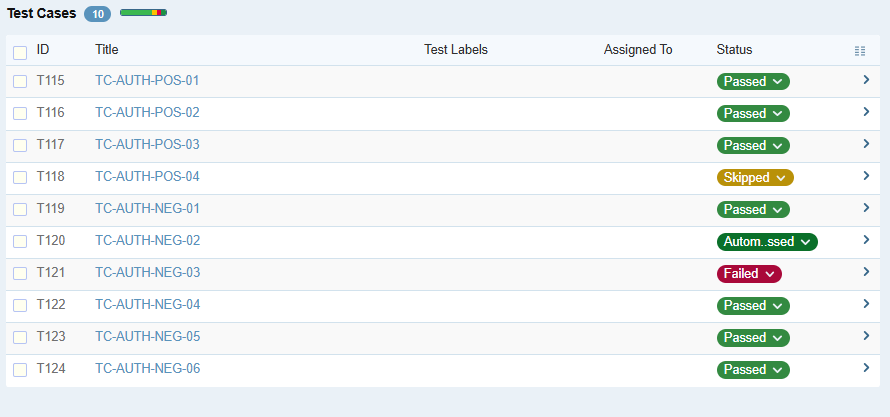 Test Cases 10
ID Title Test Labels Assigned To Status
T115 TC-AUTH-POS-01 Passed
T116 TC-AUTH-POS-02 Passed
T117 TC-AUTH-POS-03 Passed
T118 TC-AUTH-POS-04 Skipped
T119 TC-AUTH-NEG-01 Passed
T120 TC-AUTH-NEG-02 Autom..ssed
T121 TC-AUTH-NEG-03 Failed
T122 TC-AUTH-NEG-04 Passed
T123 TC-AUTH-NEG-05 Passed
T124 TC-AUTH-NEG-06 Passed